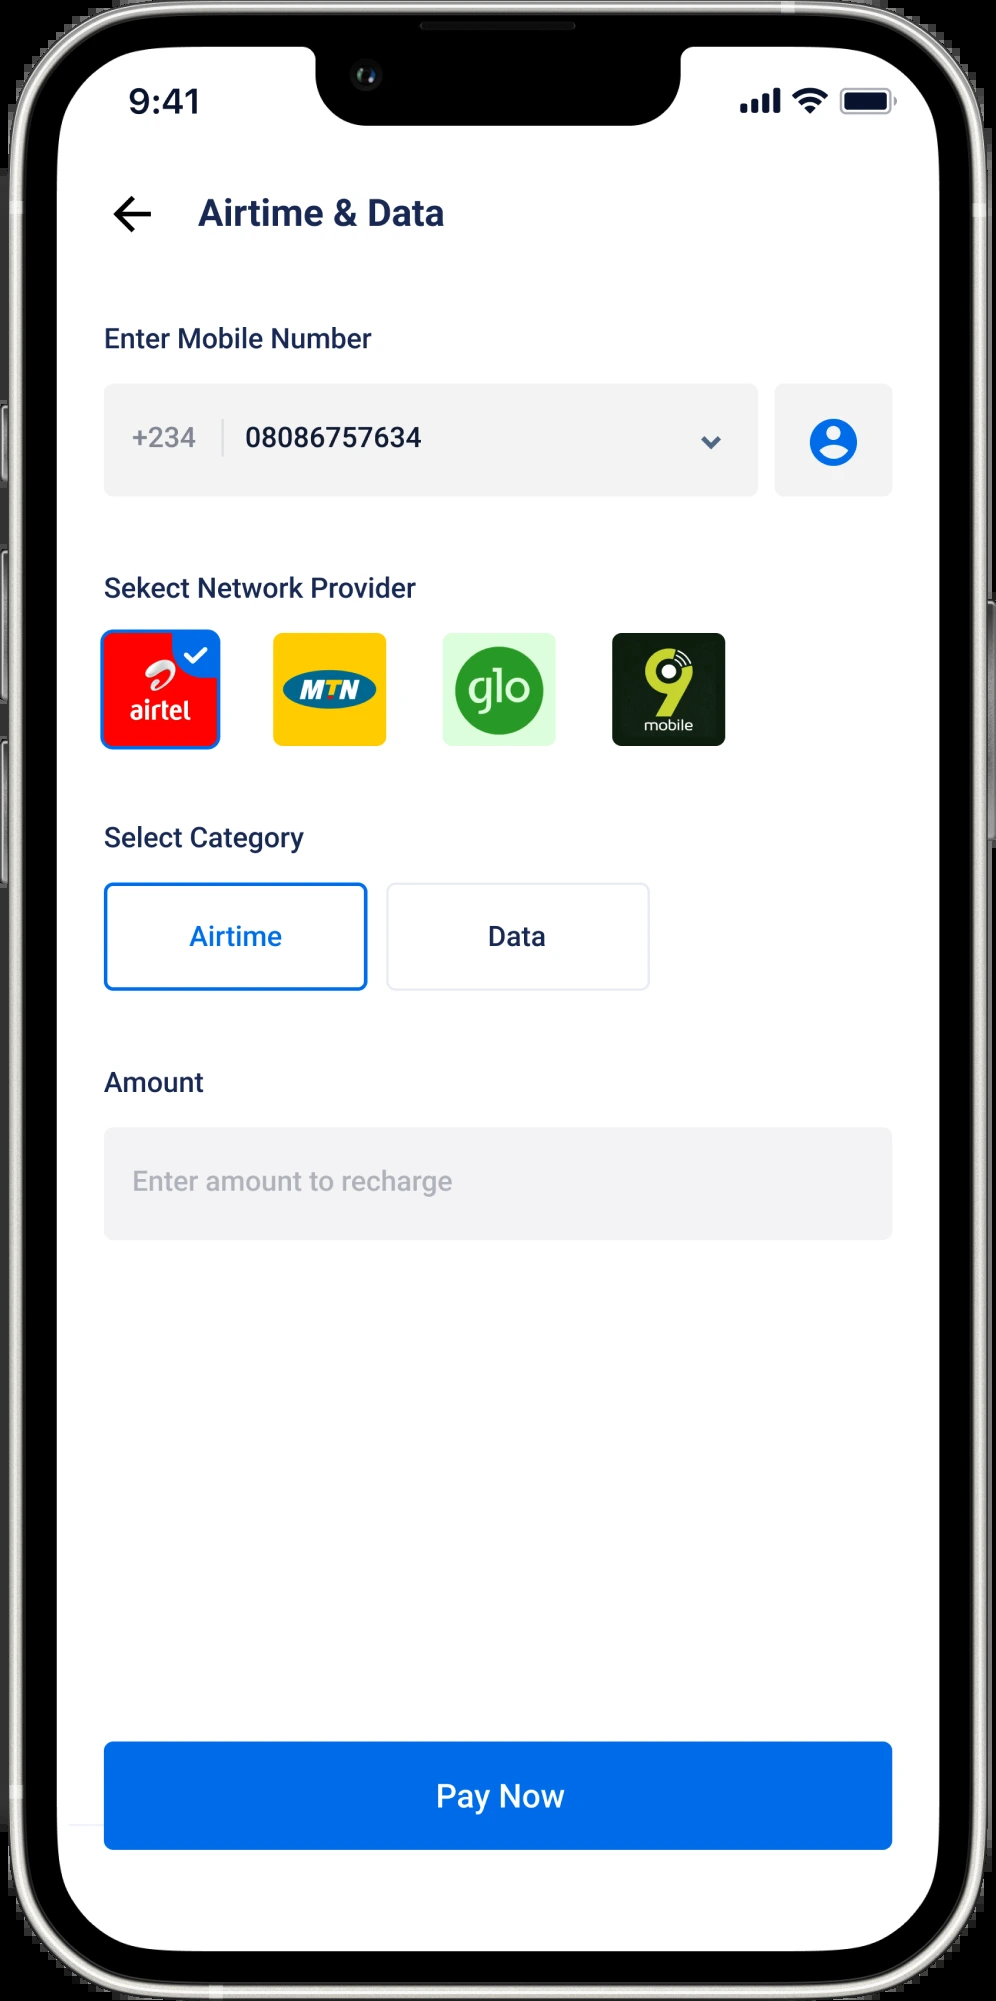 9:41
Airtime & Data
Enter Mobile Number
+234 08086757634
Sekect Network Provider
airtel
MTN
glo
9
mobile
Select Category
Airtime Data
Amount
Enter amount to recharge
Pay Now